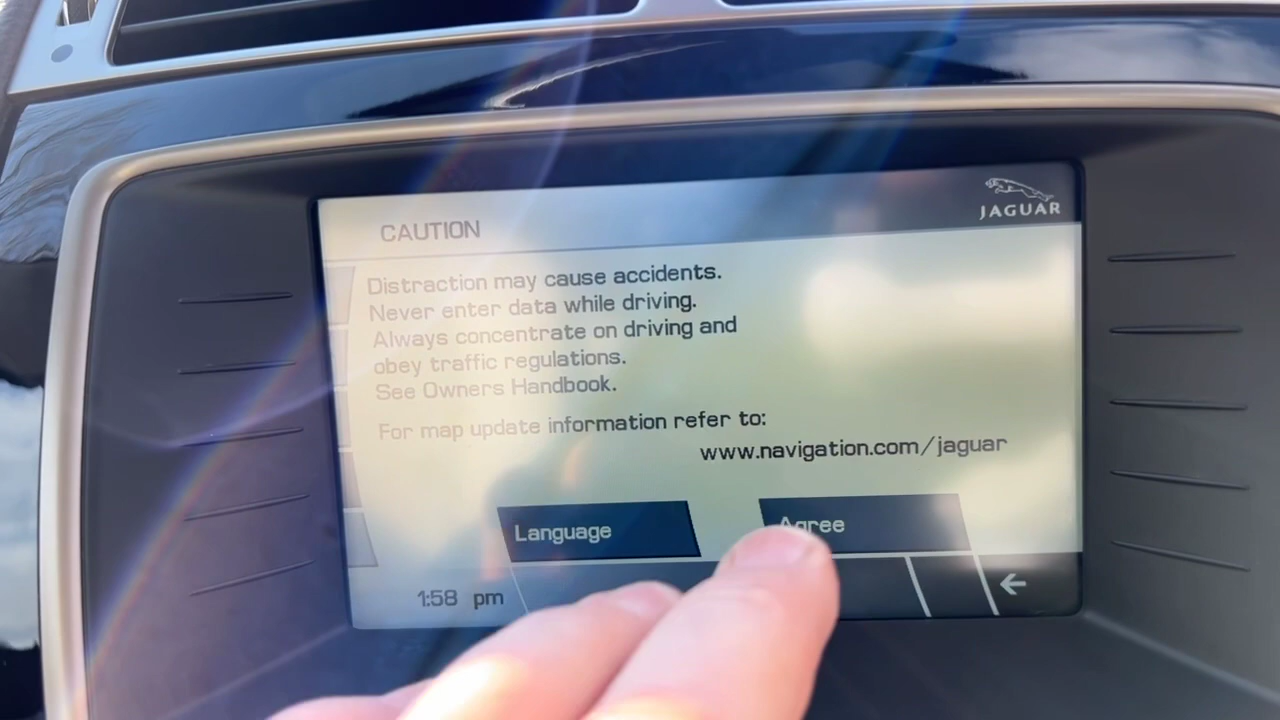 JAGUAR
CAUTION
Distraction may cause accidents.
Never enter data while driving.
Always concentrate on driving and
obey traffic regulations.
See Owners Handbook.
For map update information refer to:
www.navigation.com/jaguar
Language
Agree
1:58 pm